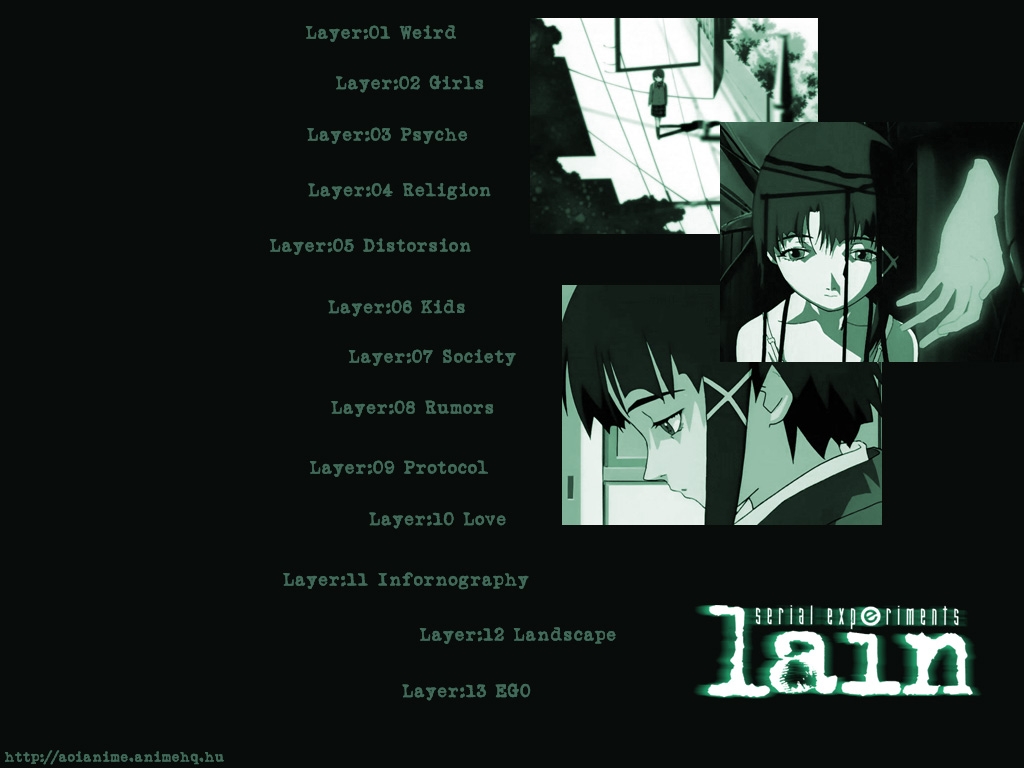 Layer:01 Weird
Layer:02 Girls
Layer:03 Psyche
Layer:04 Religion
Layer:05 Distorsion
Layer:06 Kids
Layer:07 Society
Layer:08 Rumors
Layer:09 Protocol
Layer:10 Love
Layer:11 Infornography
Layer:12 Landscape
Layer:13 EGO
serial experiments
lain
http://aoianime.animehq.hu